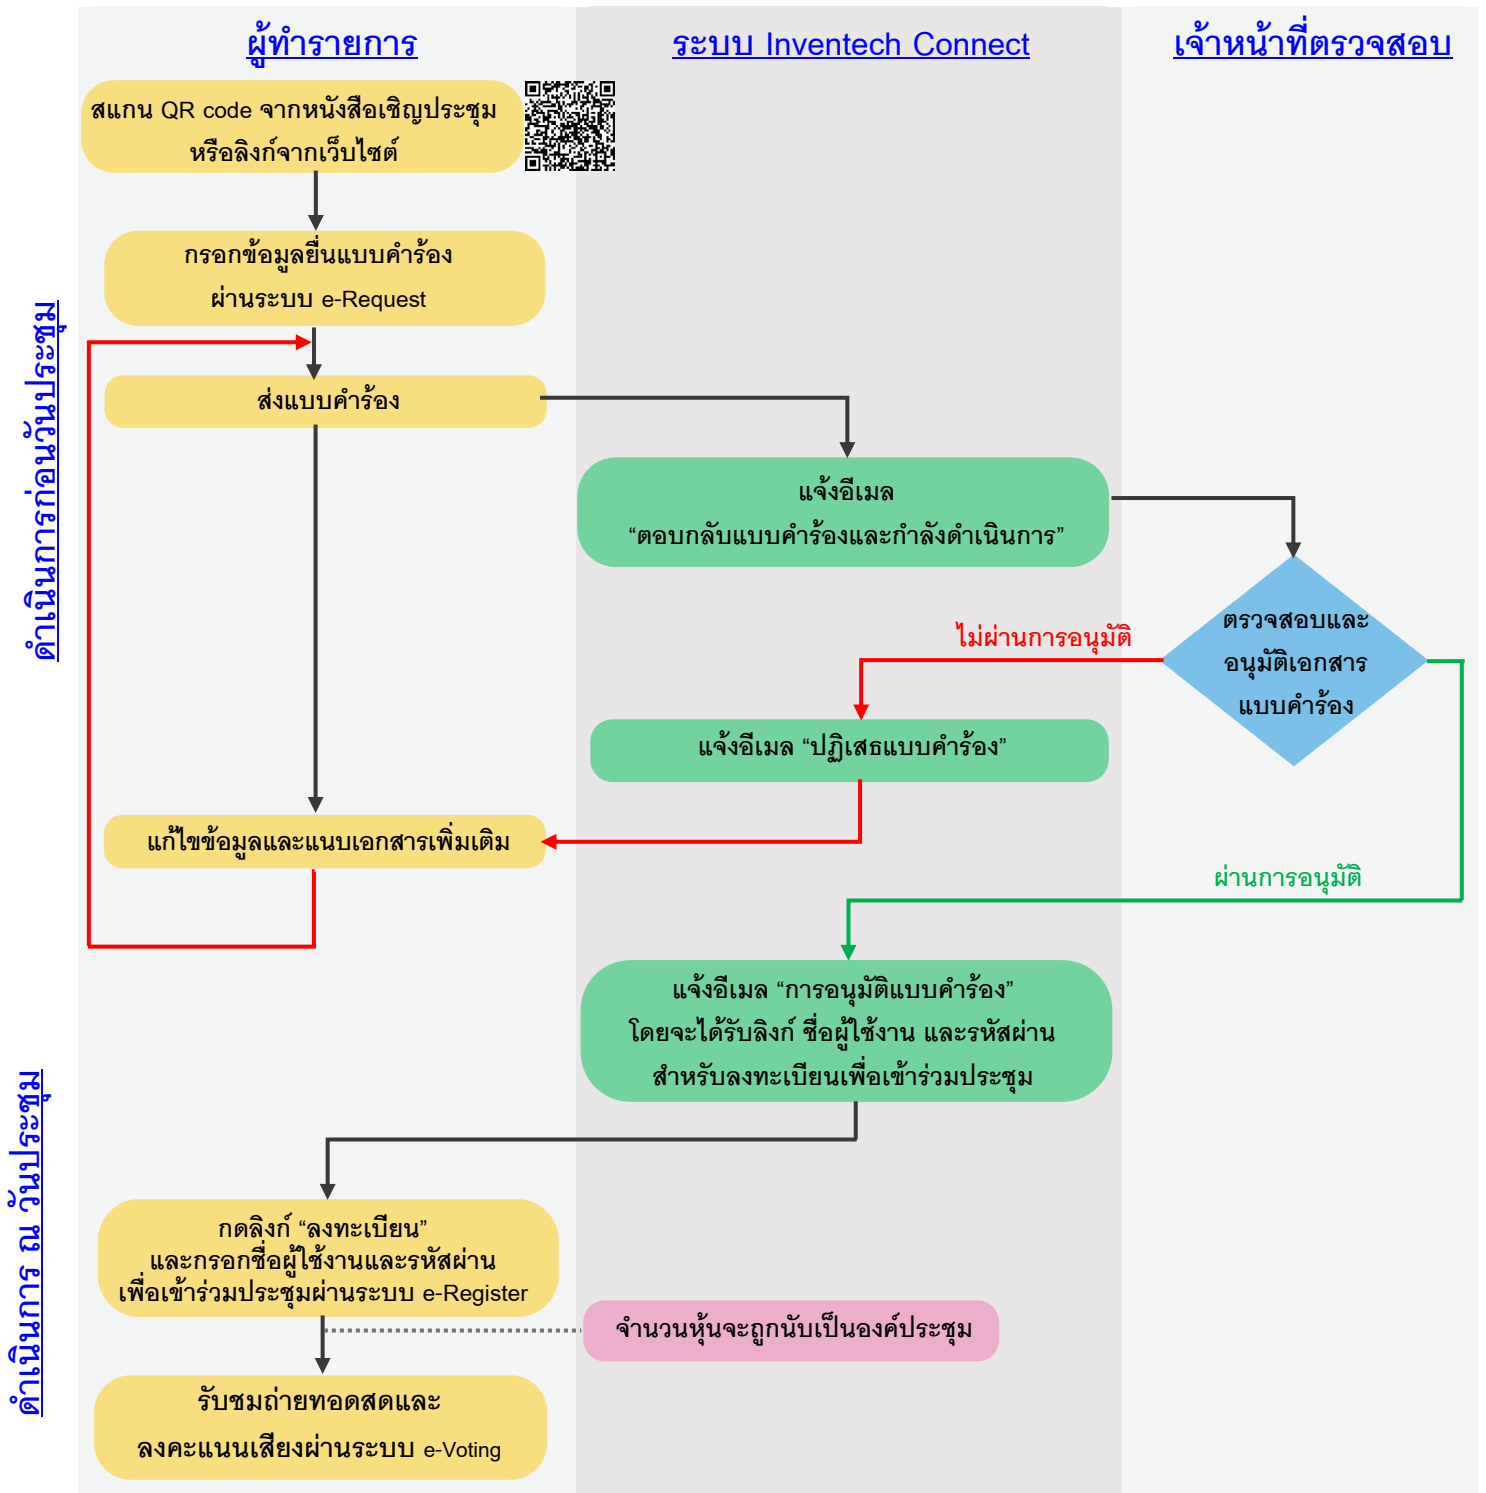 ผู้ทำรายการ
ระบบ Inventech Connect
เจ้าหน้าที่ตรวจสอบ
ดำเนินการก่อนวันประชุม
สแกน QR code จากหนังสือเชิญประชุม
หรือลิงก์จากเว็บไซต์
กรอกข้อมูลยื่นแบบคำร้อง
ผ่านระบบ e-Request
ส่งแบบคำร้อง
แจ้งอีเมล
“ตอบกลับแบบคำร้องและกำลังดำเนินการ”
ตรวจสอบและ
อนุมัติเอกสาร
แบบคำร้อง
ไม่ผ่านการอนุมัติ
แจ้งอีเมล “ปฏิเสธแบบคำร้อง”
แก้ไขข้อมูลและแนบเอกสารเพิ่มเติม
ผ่านการอนุมัติ
แจ้งอีเมล “การอนุมัติแบบคำร้อง”
โดยจะได้รับลิงก์ ชื่อผู้ใช้งาน และรหัสผ่าน
สำหรับลงทะเบียนเพื่อเข้าร่วมประชุม
ดำเนินการ ณ วันประชุม
กดลิงก์ “ลงทะเบียน”
และกรอกชื่อผู้ใช้งานและรหัสผ่าน
เพื่อเข้าร่วมประชุมผ่านระบบ e-Register
จำนวนหุ้นจะถูกนับเป็นองค์ประชุม
รับชมถ่ายทอดสดและ
ลงคะแนนเสียงผ่านระบบ e-Voting